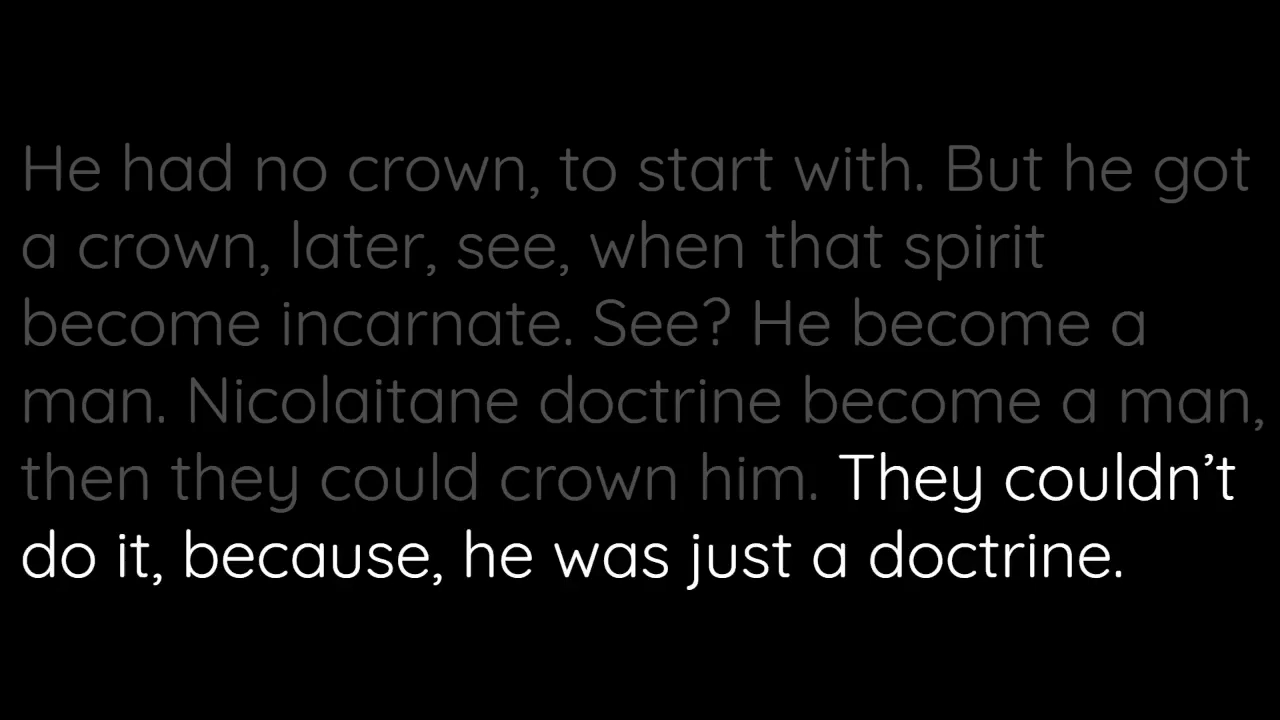 He had no crown, to start with. But he got
a crown, later, see, when that spirit
become incarnate. See? He become a
man. Nicolaitane doctrine become a man,
then they could crown him. They couldn’t
do it, because, he was just a doctrine.